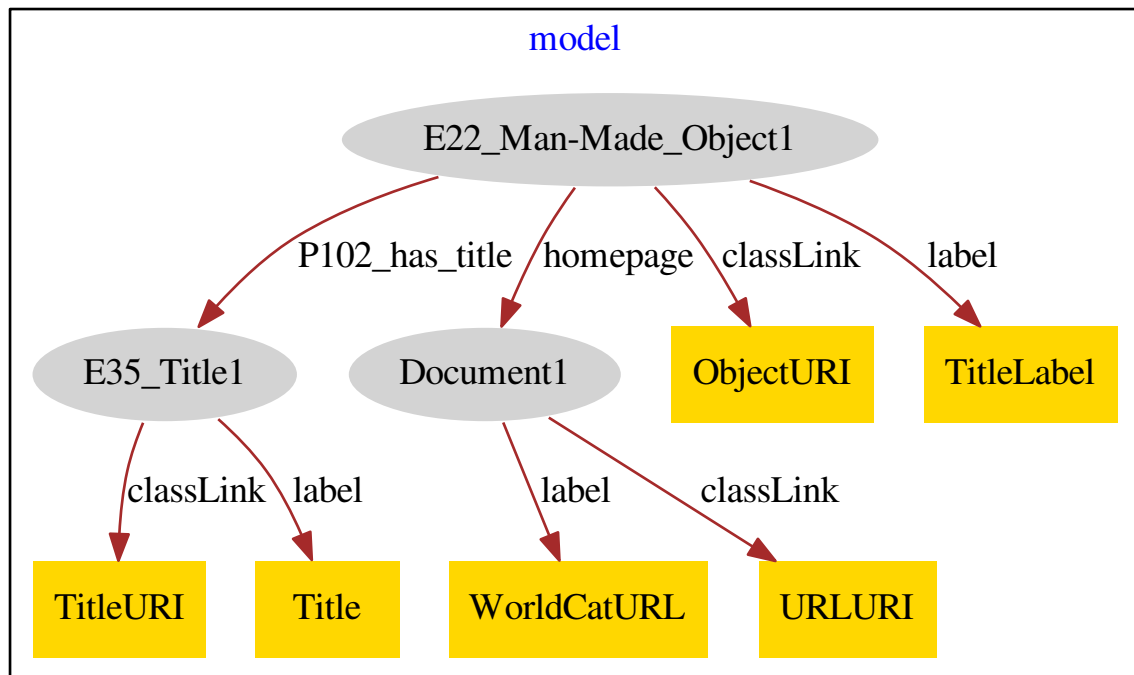 model
E22_Man-Made_Object1
P102_has_title homepage classLink label
E35_Title1 Document1 ObjectURI TitleLabel
classLink label label classLink
TitleURI Title WorldCatURL URLURI